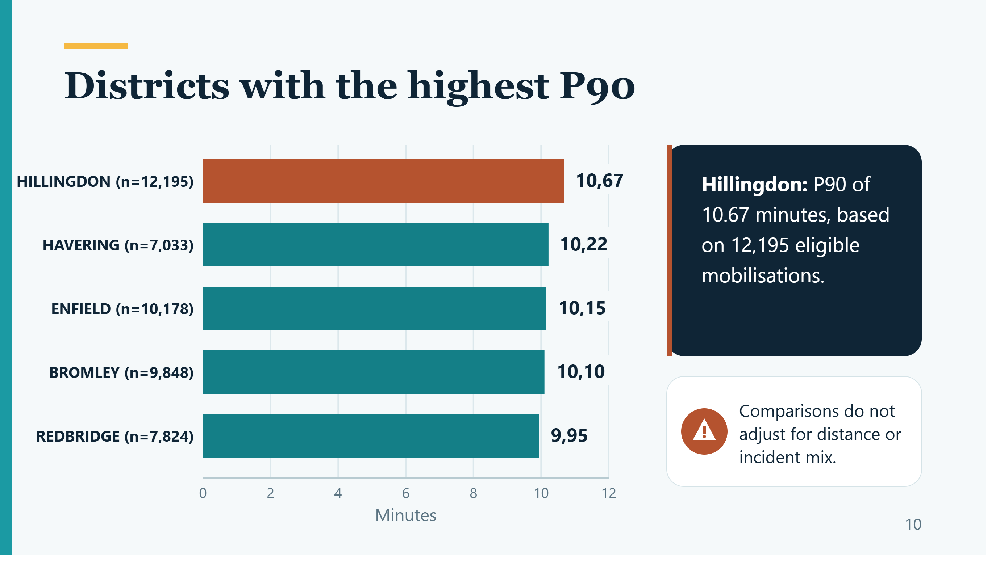 Districts with the highest P90
HILLINGDON (n=12,195)
10,67
HAVERING (n=7,033)
10,22
ENFIELD (n=10,178)
10,15
BROMLEY (n=9,848)
10,10
REDBRIDGE (n=7,824)
9,95
0 2 4 6 8 10 12
Minutes
Hillingdon: P90 of
10.67 minutes, based
on 12,195 eligible
mobilisations.
Comparisons do not
adjust for distance or
incident mix.
10